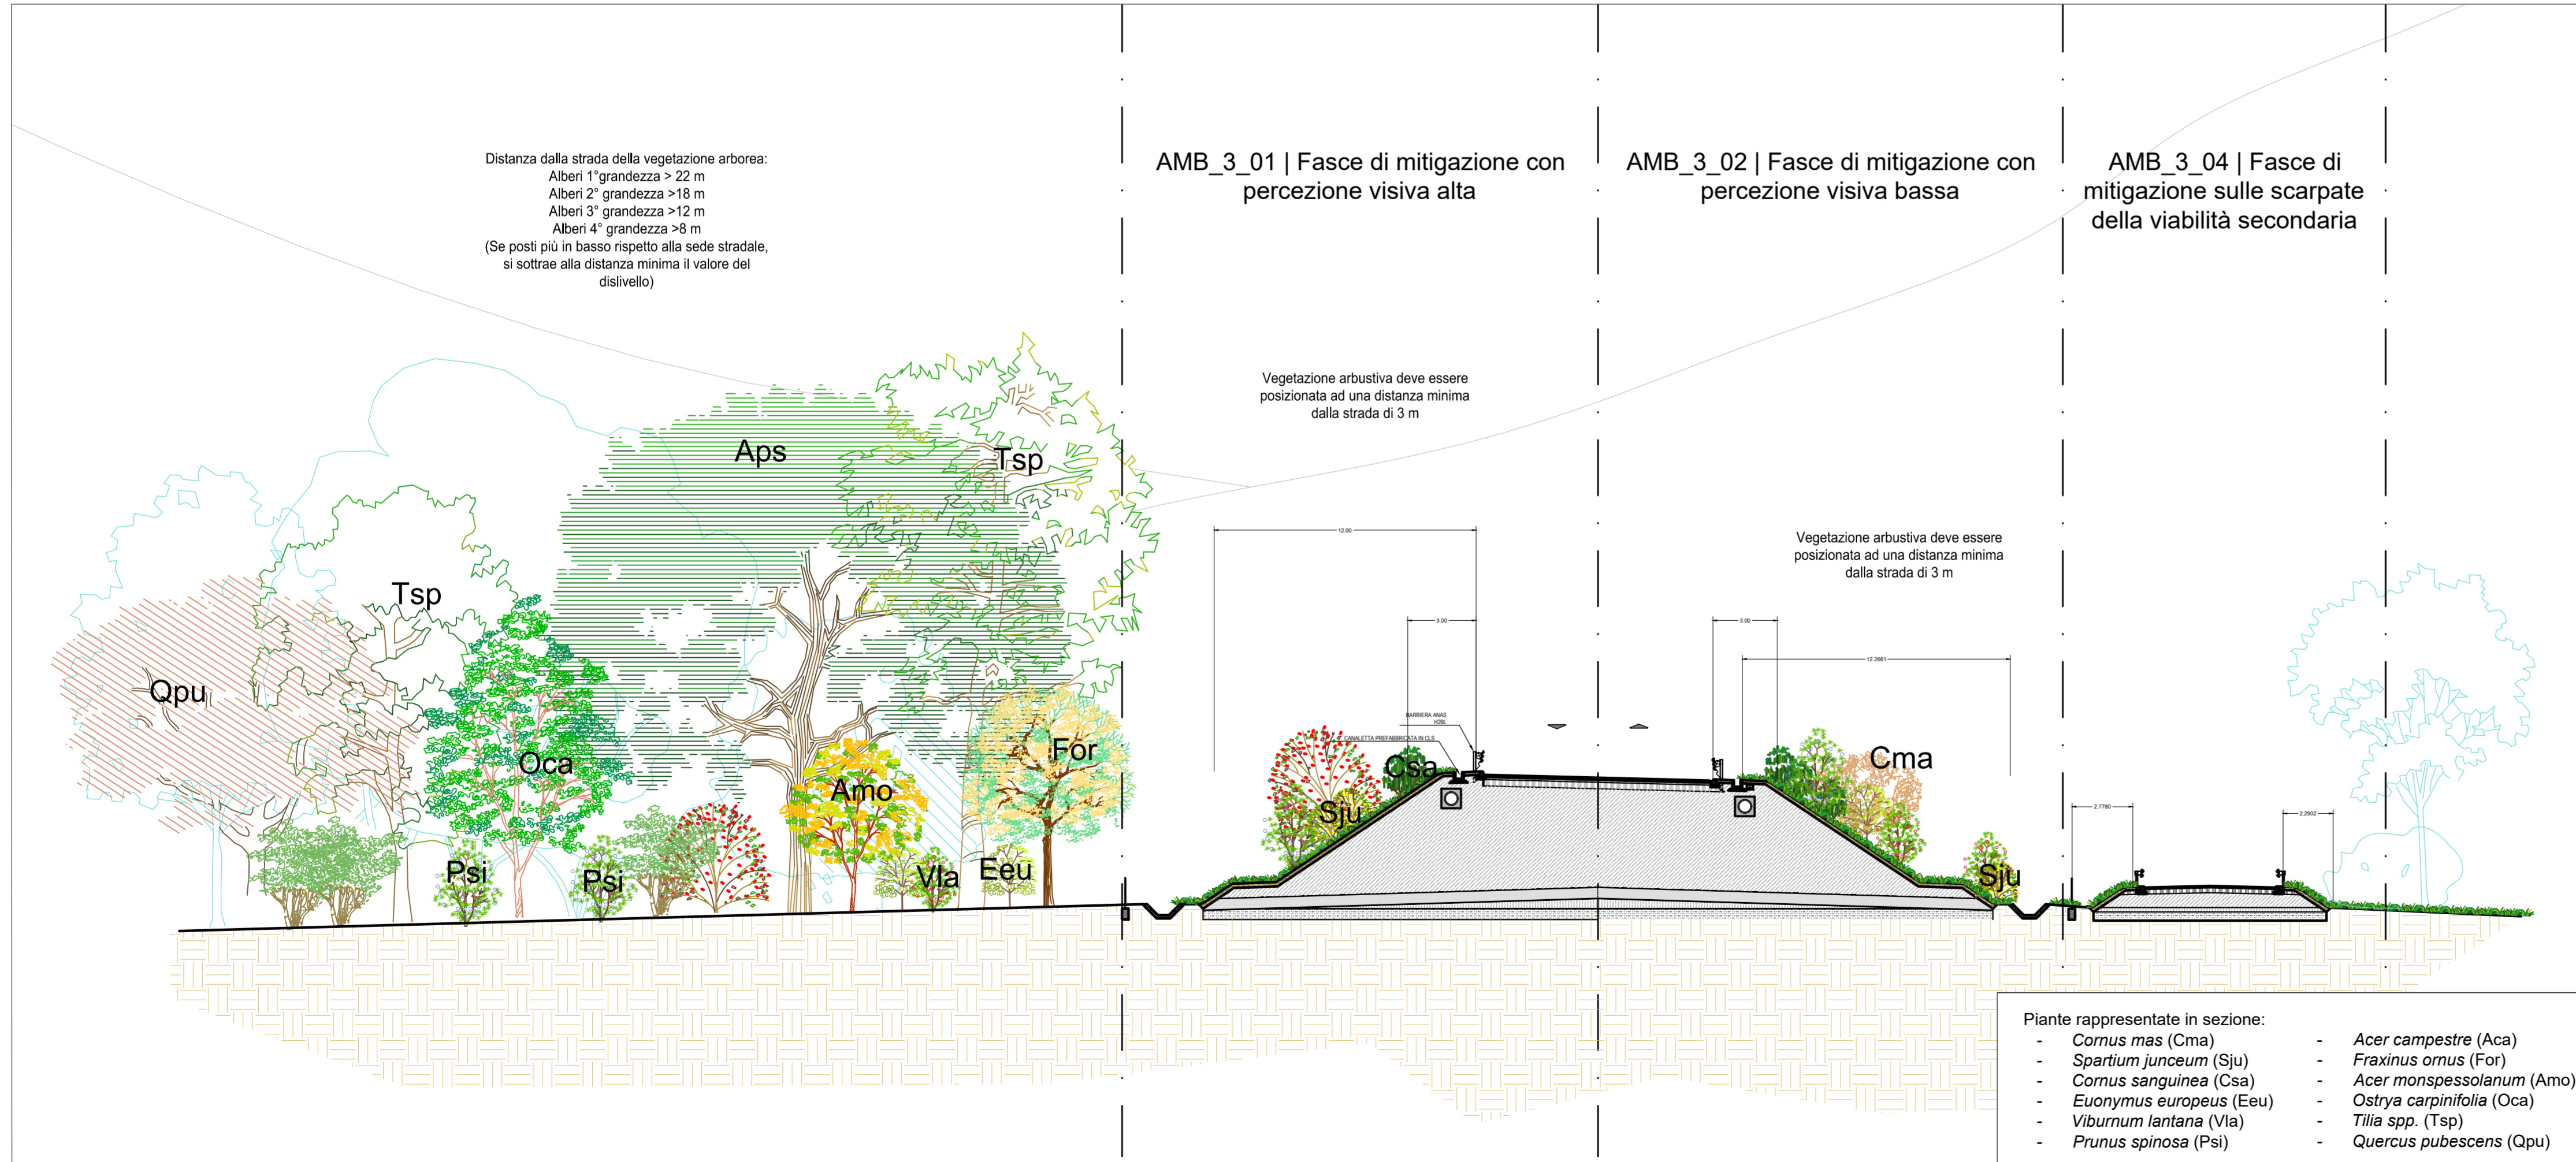 Distanza dalla strada della vegetazione arborea:
Alberi 1°grandezza > 22 m
Alberi 2° grandezza >18 m
Alberi 3° grandezza >12 m
Alberi 4° grandezza >8 m
(Se posti più in basso rispetto alla sede stradale,
si sottrae alla distanza minima il valore del
dislivello)
AMB_3_01 | Fasce di mitigazione con
percezione visiva alta
AMB_3_02 | Fasce di mitigazione con
percezione visiva bassa
AMB_3_04 | Fasce di
mitigazione sulle scarpate
della viabilità secondaria
Vegetazione arbustiva deve essere
posizionata ad una distanza minima
dalla strada di 3 m
Vegetazione arbustiva deve essere
posizionata ad una distanza minima
dalla strada di 3 m
Aps
Tsp
Tsp
Qpu
Oca
For
Amo
Psi
Psi
Vla
Eeu
12.00
3.00
3.00
12.2661
BARRIERA ANAS
H2BL
CANALETTA PREFABBRICATA IN CLS
Csa
Sju
Cma
Sju
2.7780
2.2902
Piante rappresentate in sezione:
- Cornus mas (Cma)
- Spartium junceum (Sju)
- Cornus sanguinea (Csa)
- Euonymus europeus (Eeu)
- Viburnum lantana (Vla)
- Prunus spinosa (Psi)
- Acer campestre (Aca)
- Fraxinus ornus (For)
- Acer monspessolanum (Amo)
- Ostrya carpinifolia (Oca)
- Tilia spp. (Tsp)
- Quercus pubescens (Qpu)